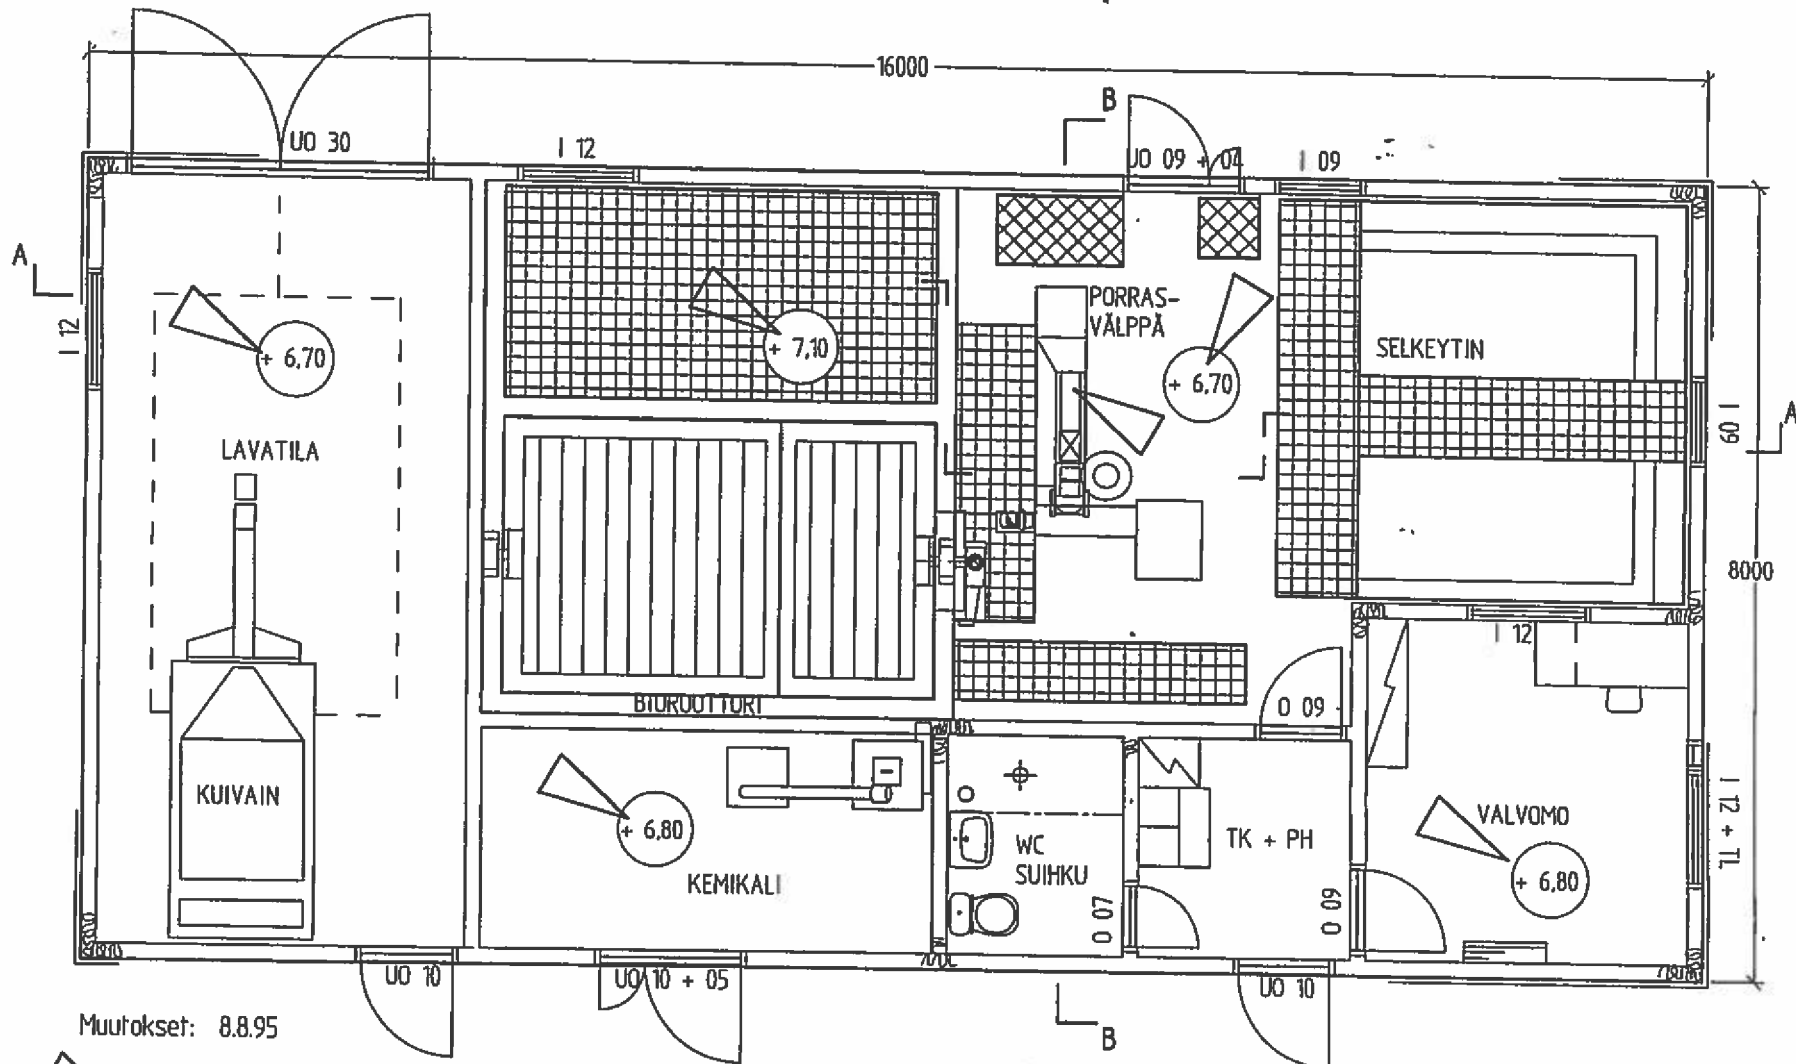 16000
B
UO 30
I 12
UO 09 + 04
I 09
A
I 12
+ 6,70
+ 7,10
PORRAS-
VÄLPPÄ
+ 6,70
SELKEYTIN
I 09
A
LAVATILA
8000
I 12
BIOROOTTORI
O 09
KUIVAIN
+ 6,80
KEMIKALI
WC
SUIHKU
O 07
TK + PH
O 09
VALVOMO
+ 6,80
I 12 + TL
UO 10
UO 10 + 05
UO 10
Muutokset: 8.8.95
B